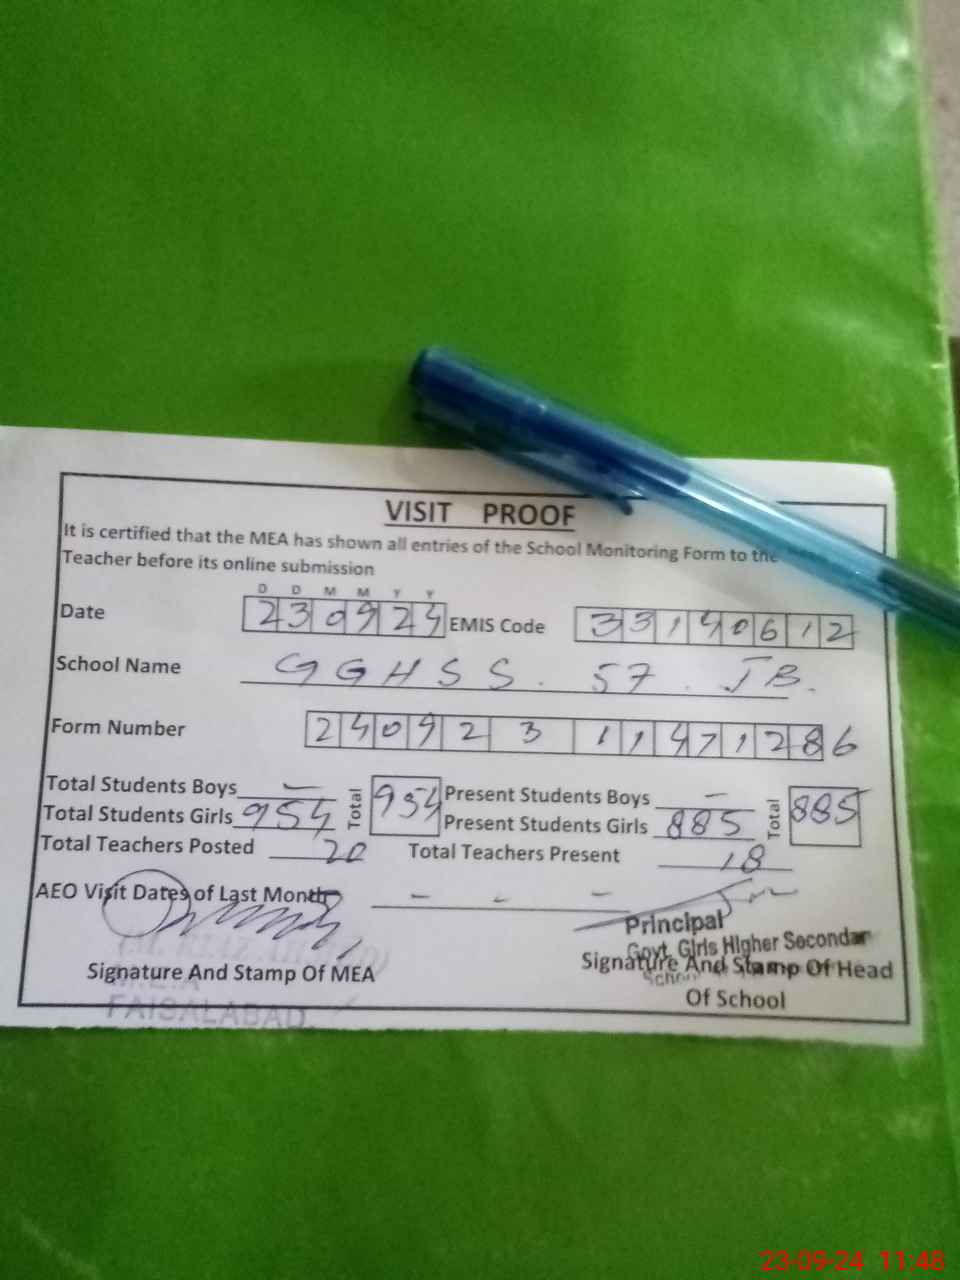 VISIT PROOF
It is certified that the MEA has shown all entries of the School Monitoring Form to the
Teacher before its online submission
D D M M Y Y
Date 230924 EMIS Code 33140612
School Name GGHSS. 57. JB.
Form Number 2409231147128 6
Total Students Boys — Total 954 Present Students Boys — Total 885
Total Students Girls 954 Present Students Girls 885
Total Teachers Posted 20 Total Teachers Present 18
AEO Visit Dates of Last Month – – –
Principal
Govt. Girls Higher Secondar
School
Signature And Stamp Of MEA Signature And Stamp Of Head
Of School
M.E.A
FAISALABAD.
23-09-24 11:48